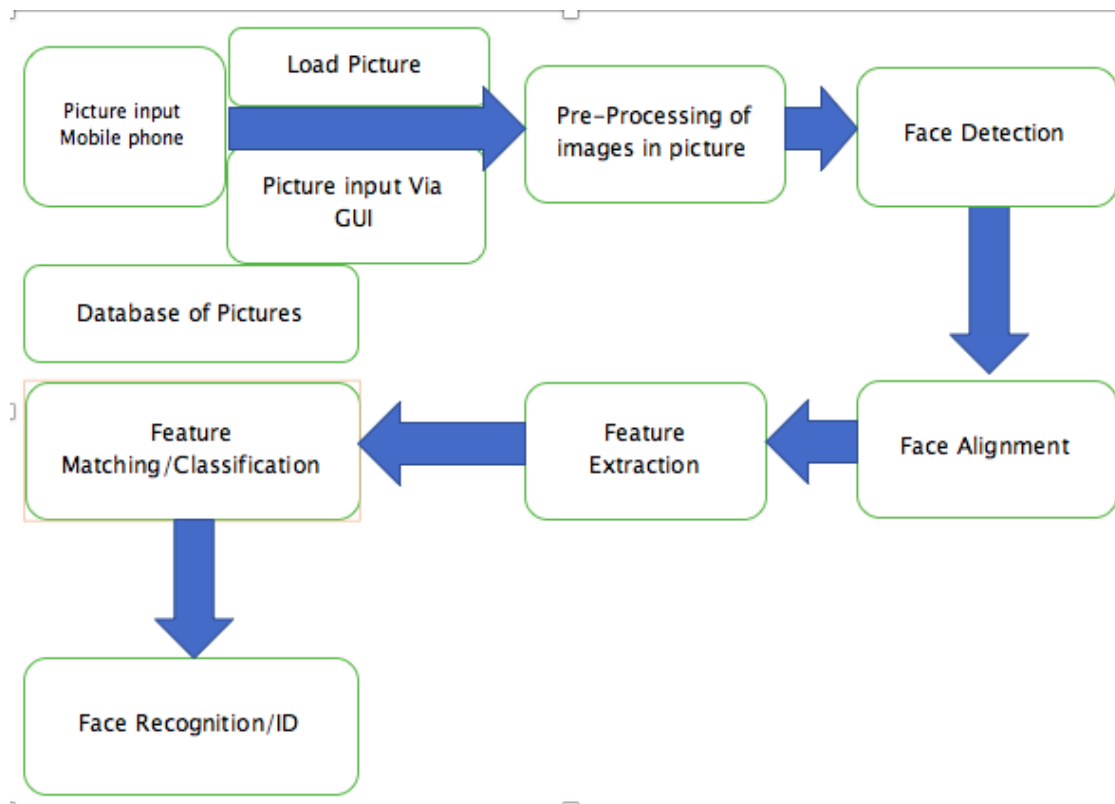 Picture input
Mobile phone
Load Picture
Picture input Via
GUI
Pre-Processing of
images in picture
Face Detection
Database of Pictures
Feature
Matching/Classification
Feature
Extraction
Face Alignment
Face Recognition/ID